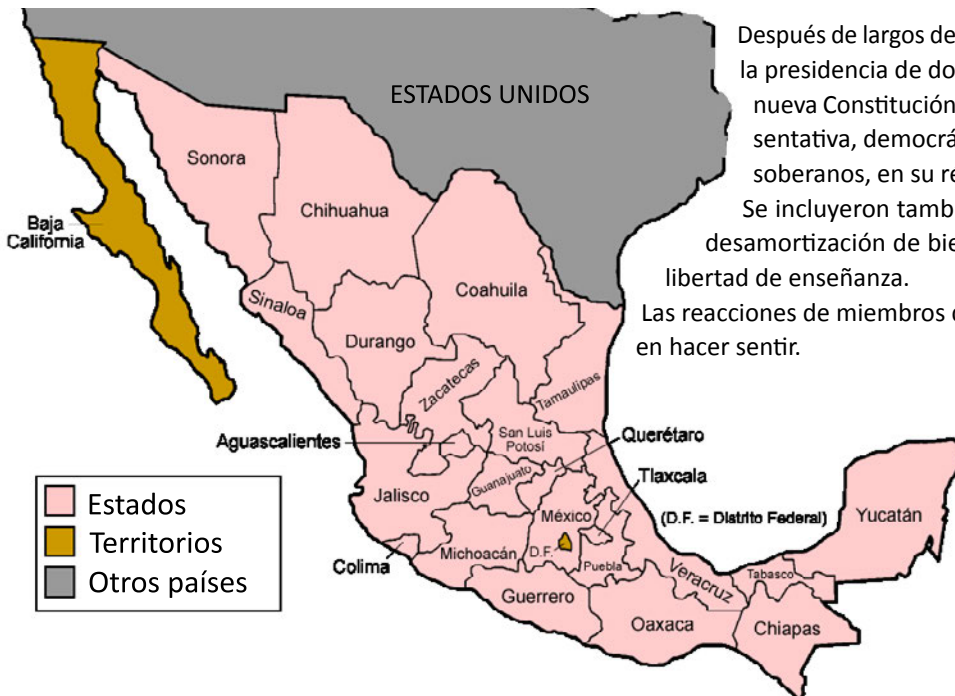 Después de largos de
la presidencia de do
nueva Constitución
sentativa, democrá
soberanos, en su re
Se incluyeron tamb
desamortización de bie
libertad de enseñanza.
Las reacciones de miembros
en hacer sentir.
ESTADOS UNIDOS
Sonora
Chihuahua
Baja
California
Coahuila
Sinaloa
Durango
Zacatecas
Tamaulipas
Aguascalientes
San Luis
Potosí
Querétaro
Guanajuato
Tlaxcala
Jalisco
México
(D.F. = Distrito Federal)
Yucatán
Michoacán
D.F.
Colima
Puebla
Veracruz
Tabasco
Guerrero
Oaxaca
Chiapas
Estados
Territorios
Otros países